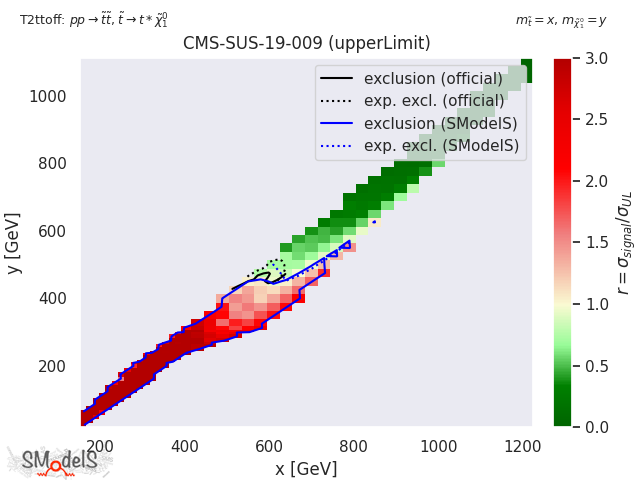 T2ttoff: pp → t̃t̃, t̃ → t* χ̃₁⁰
m_t̃ = x, m_χ̃₁⁰ = y
CMS-SUS-19-009 (upperLimit)
exclusion (official)
exp. excl. (official)
exclusion (SModelS)
exp. excl. (SModelS)
y [GeV]
1000
800
600
400
200
200
400
600
800
1000
1200
x [GeV]
3.0
2.5
2.0
1.5
1.0
0.5
0.0
r = σ_signal/σ_UL
SModelS